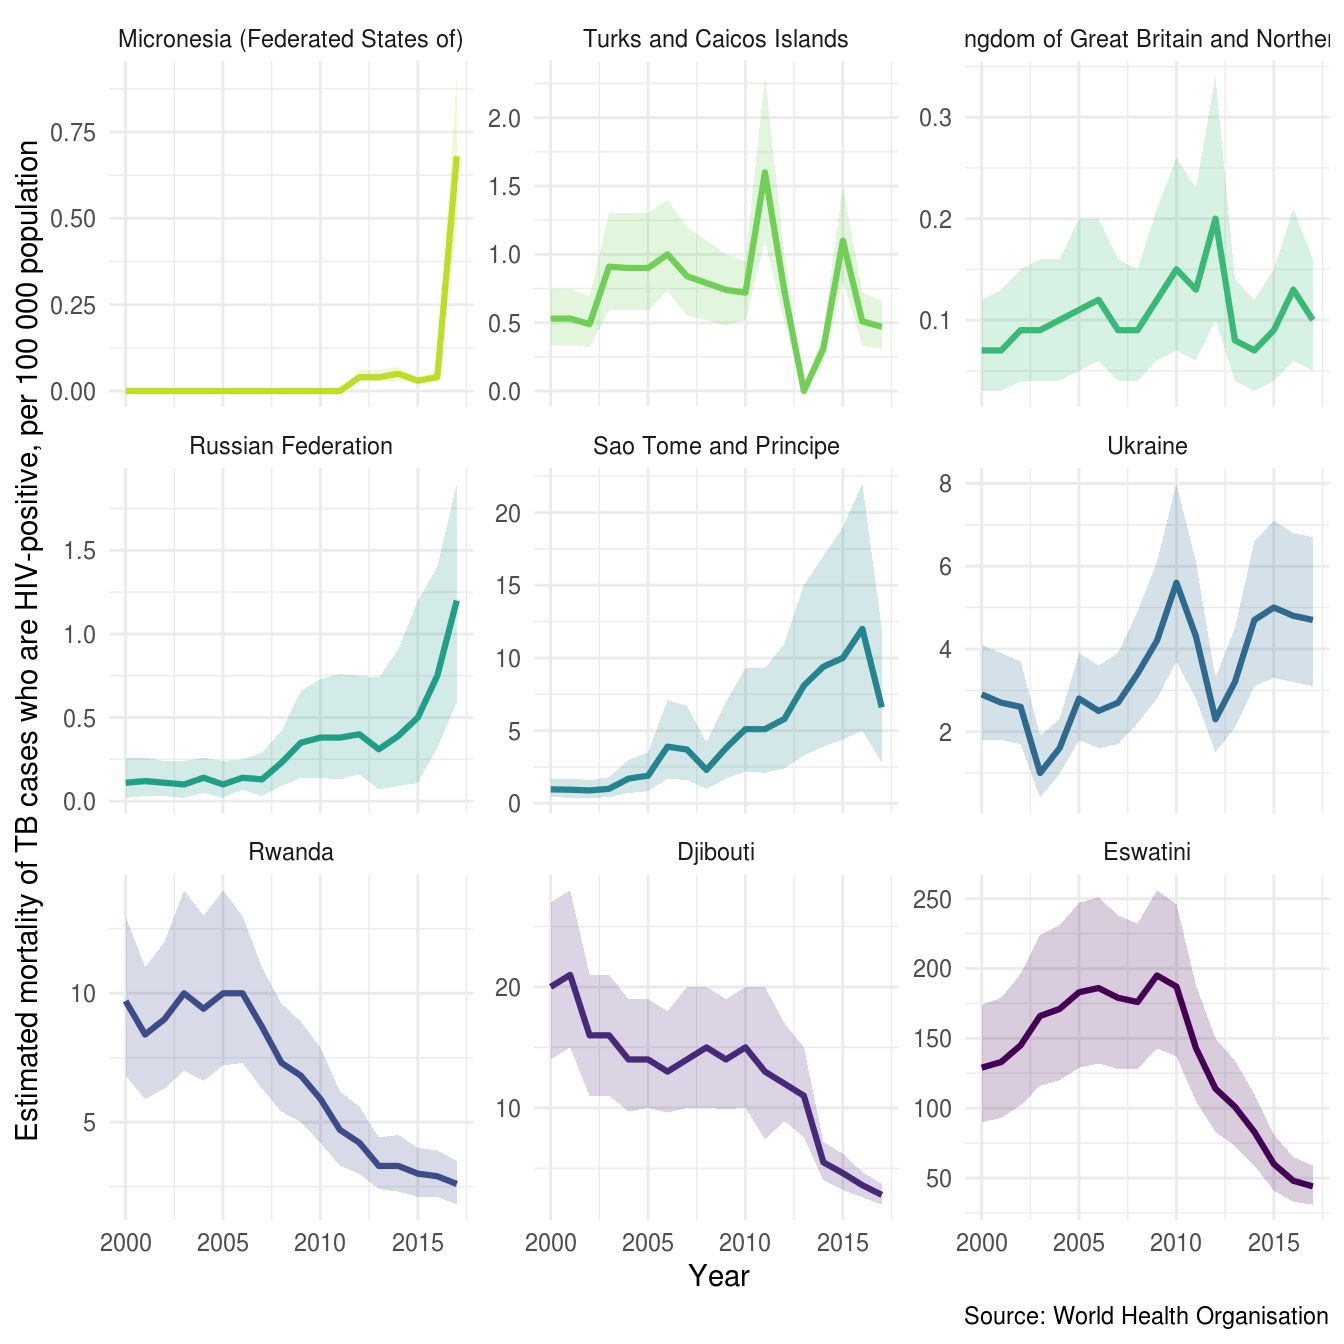 Micronesia (Federated States of)
Turks and Caicos Islands
ngdom of Great Britain and Norther
Estimated mortality of TB cases who are HIV-positive, per 100 000 population
0.75
0.50
0.25
0.00
2.0
1.5
1.0
0.5
0.0
0.3
0.2
0.1
Russian Federation
Sao Tome and Principe
Ukraine
1.5
1.0
0.5
0.0
20
15
10
5
0
8
6
4
2
Rwanda
Djibouti
Eswatini
10
5
20
10
250
200
150
100
50
2000 2005 2010 2015
2000 2005 2010 2015
2000 2005 2010 2015
Year
Source: World Health Organisation